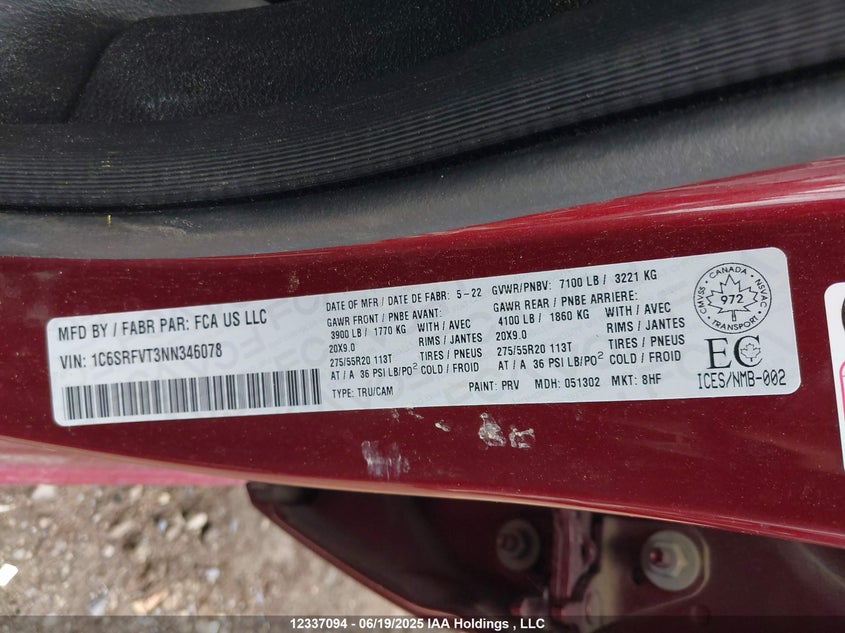 MFD BY / FABR PAR: FCA US LLC
VIN: 1C6SRFVT3NN346078
DATE OF MFR / DATE DE FABR: 5-22
GVWR/PNBV: 7100 LB / 3221 KG
GAWR FRONT / PNBE AVANT:
3900 LB / 1770 KG WITH / AVEC
20X9.0 RIMS / JANTES
275/55R20 113T TIRES / PNEUS
AT / A 36 PSI LB/PO² COLD / FROID
GAWR REAR / PNBE ARRIERE:
4100 LB / 1860 KG WITH / AVEC
20X9.0 RIMS / JANTES
275/55R20 113T TIRES / PNEUS
AT / A 36 PSI LB/PO² COLD / FROID
TYPE: TRU/CAM
PAINT: PRV MDH: 051302 MKT: 8HF
CANADA
CMVSS
NSVAC
972
TRANSPORT
EC
ICES/NMB-002
12337094 - 06/19/2025 IAA Holdings , LLC